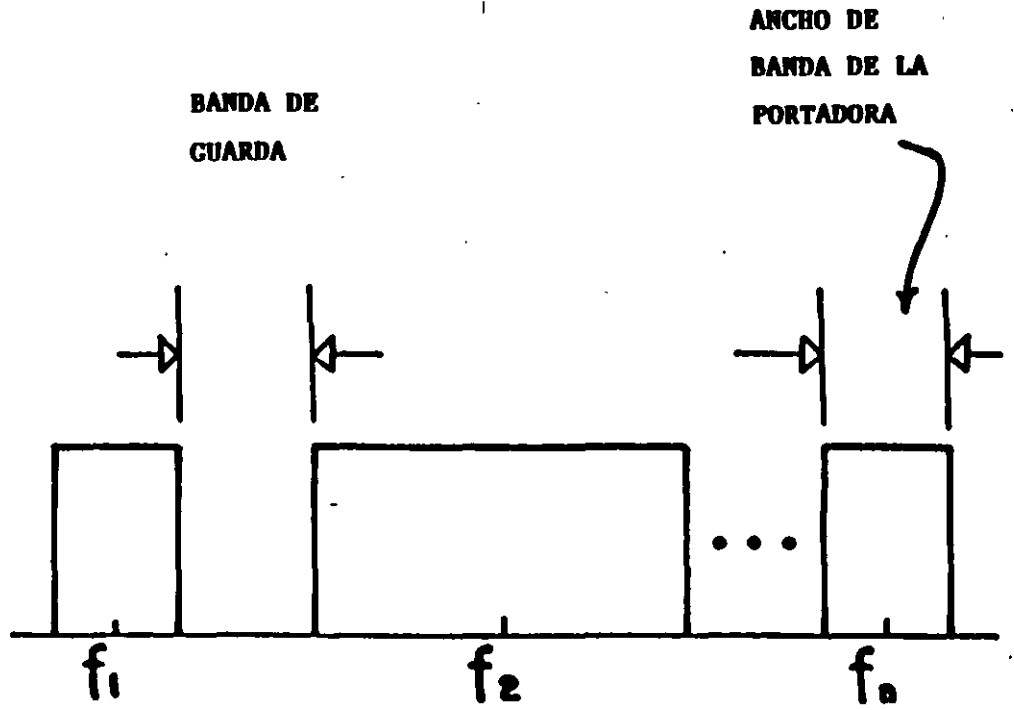 ANCHO DE
BANDA DE LA
PORTADORA
BANDA DE
GUARDA
f1
f2
fn